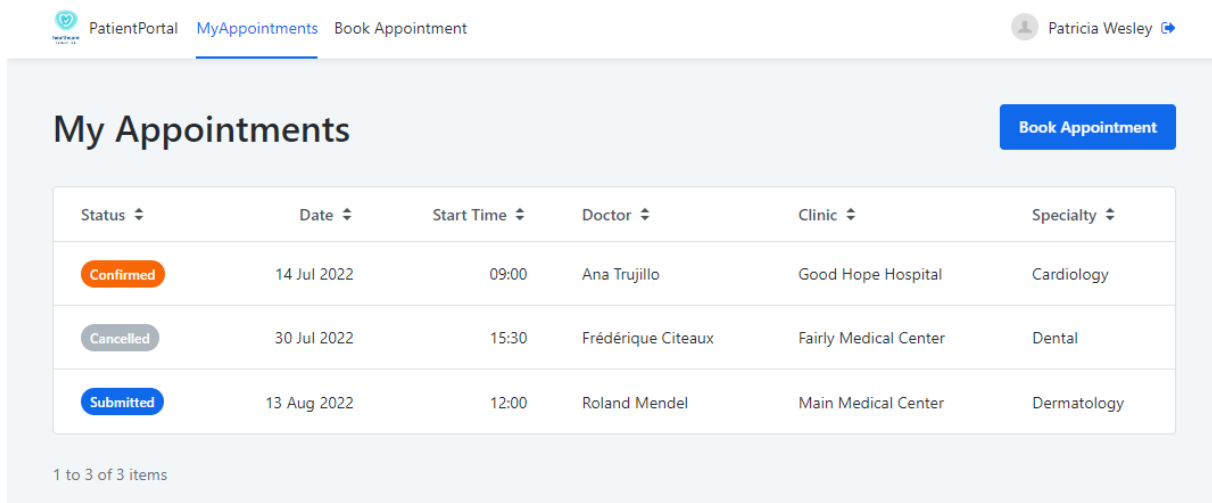 healthcare
PatientPortal MyAppointments Book Appointment Patricia Wesley
My Appointments Book Appointment
Status Date Start Time Doctor Clinic Specialty
Confirmed 14 Jul 2022 09:00 Ana Trujillo Good Hope Hospital Cardiology
Cancelled 30 Jul 2022 15:30 Frédérique Citeaux Fairly Medical Center Dental
Submitted 13 Aug 2022 12:00 Roland Mendel Main Medical Center Dermatology
1 to 3 of 3 items